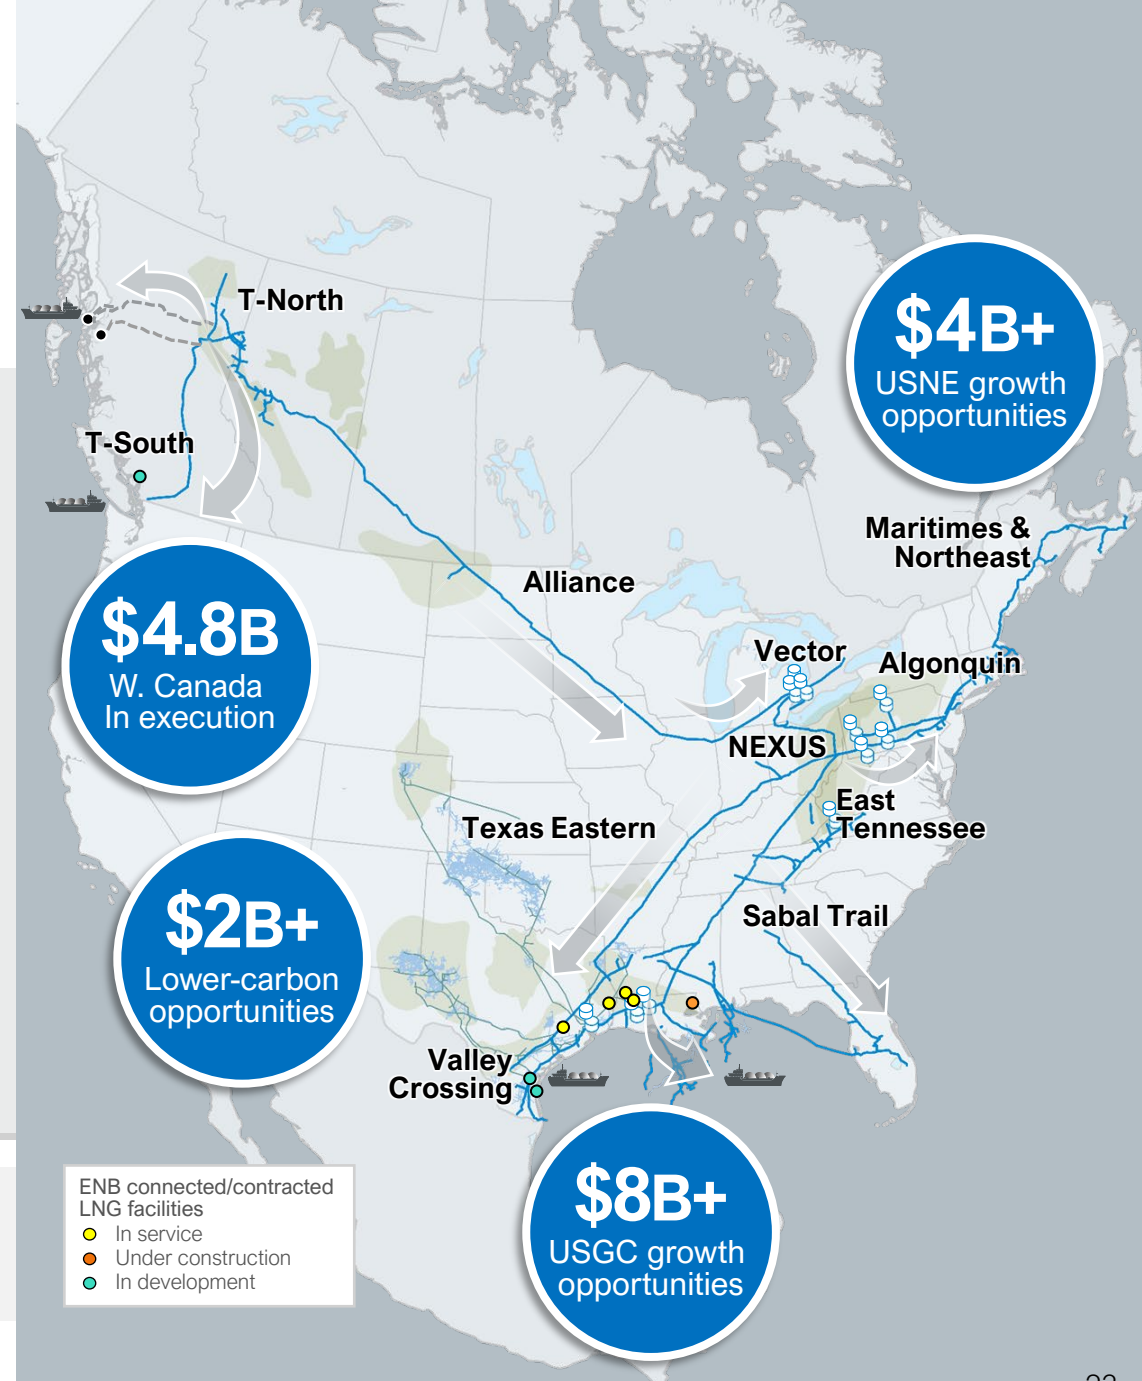 T-North
$4B+
USNE growth
opportunities
T-South
Maritimes &
Northeast
$4.8B
W. Canada
In execution
Alliance
Vector
Algonquin
NEXUS
East
Tennessee
Texas Eastern
$2B+
Lower-carbon
opportunities
Sabal Trail
Valley
Crossing
$8B+
USGC growth
opportunities
ENB connected/contracted
LNG facilities
In service
Under construction
In development